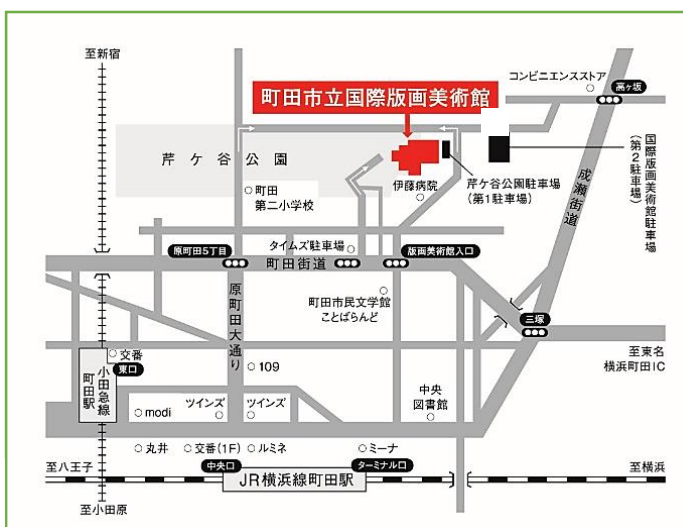 至新宿
コンビニエンスストア
高ヶ坂
町田市立国際版画美術館
芹ケ谷公園
国際版画美術館駐車場
(第2駐車場)
成瀬街道
芹ケ谷公園駐車場
(第1駐車場)
伊藤病院
町田
第二小学校
タイムズ駐車場
原町田5丁目
町田街道
版画美術館入口
町田市民文学館
ことばらんど
三塚
原町田大通り
至東名
横浜町田IC
交番
東口
小田急線
町田駅
109
中央
図書館
ツインズ
ツインズ
modi
丸井
交番(1F)
ルミネ
ミーナ
至八王子
中央口
ターミナル口
至横浜
JR横浜線町田駅
至小田原